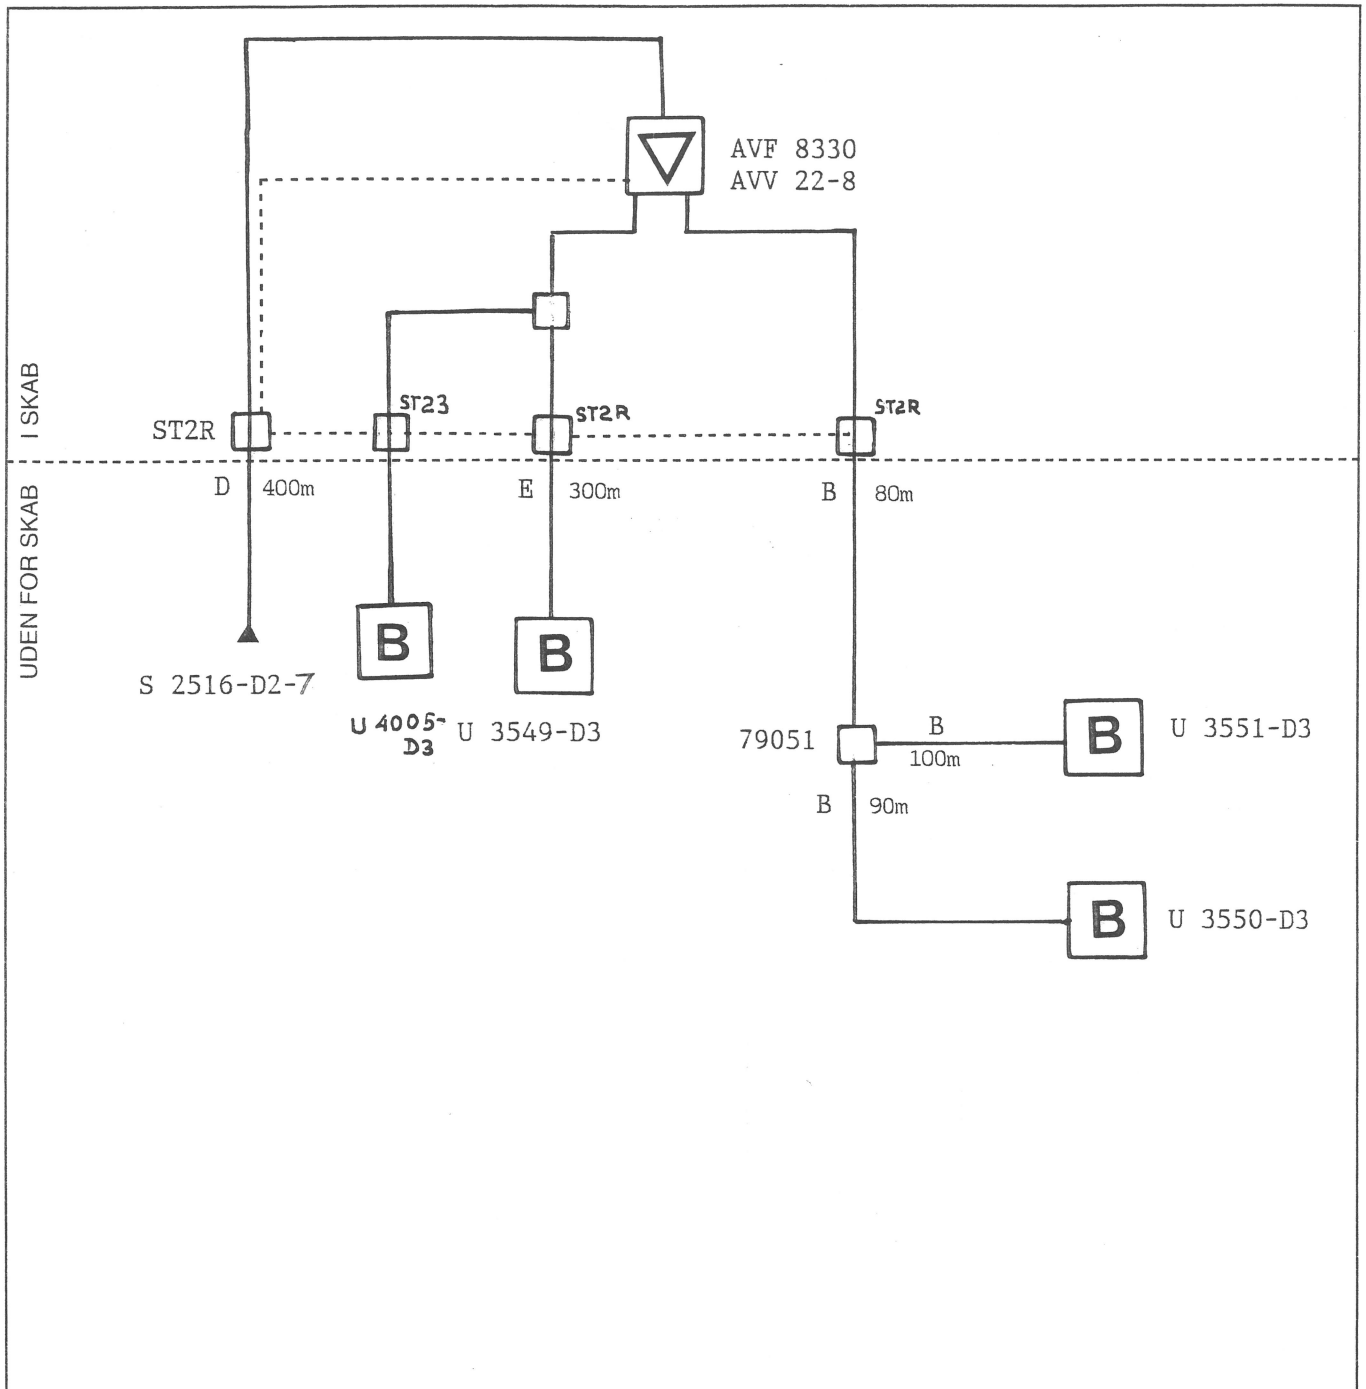 AVF 8330
AVV 22-8
I SKAB
ST2R
ST23
ST2R
ST2R
UDEN FOR SKAB
D 400m
E 300m
B 80m
B
B
S 2516-D2-7
U 4005-
D3
U 3549-D3
79051
B
100m
B
U 3551-D3
B 90m
B
U 3550-D3